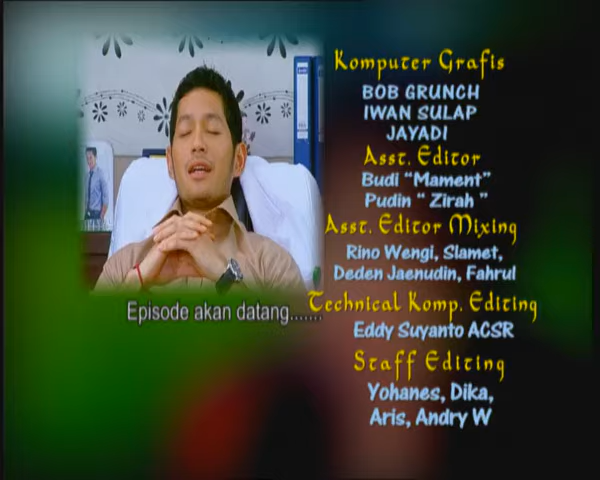 Komputer Grafis
BOB GRUNCH
IWAN SULAP
JAYADI
Asst. Editor
Budi “Mament”
Pudin “ Zirah ”
Asst. Editor Mixing
Rino Wengi, Slamet,
Deden Jaenudin, Fahrul
Technical Komp. Editing
Eddy Suyanto ACSR
Staff Editing
Yohanes, Dika,
Aris, Andry W
Episode akan datang.......